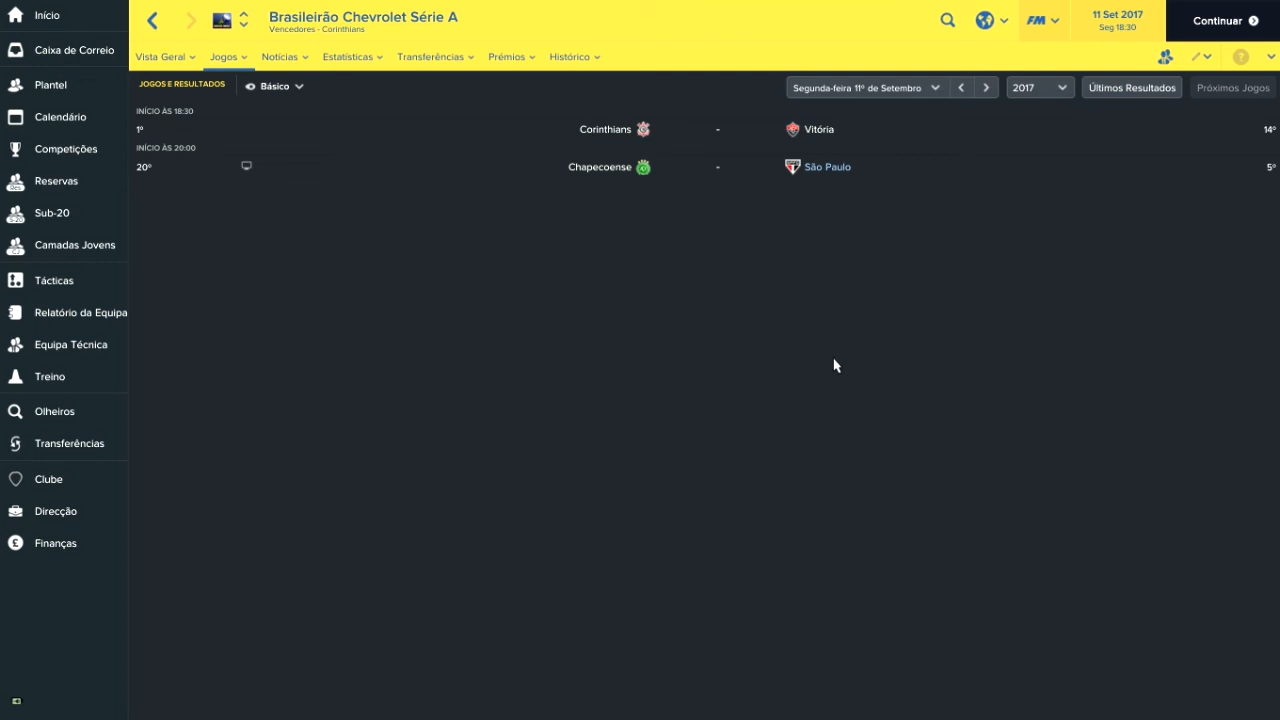 Início
Caixa de Correio
Plantel
Calendário
Competições
Reservas
Sub-20
Camadas Jovens
Tácticas
Relatório da Equipa
Equipa Técnica
Treino
Olheiros
Transferências
Clube
Direcção
Finanças
Brasileirão Chevrolet Série A
Vencedores - Corinthians
FM
11 Set 2017
Seg 18:30
Continuar
Vista Geral
Jogos
Notícias
Estatísticas
Transferências
Prémios
Histórico
JOGOS E RESULTADOS
Básico
Segunda-feira 11º de Setembro
2017
Últimos Resultados
Próximos Jogos
INÍCIO ÀS 18:30
1º Corinthians - Vitória 14º
INÍCIO ÀS 20:00
20º Chapecoense - São Paulo 5º